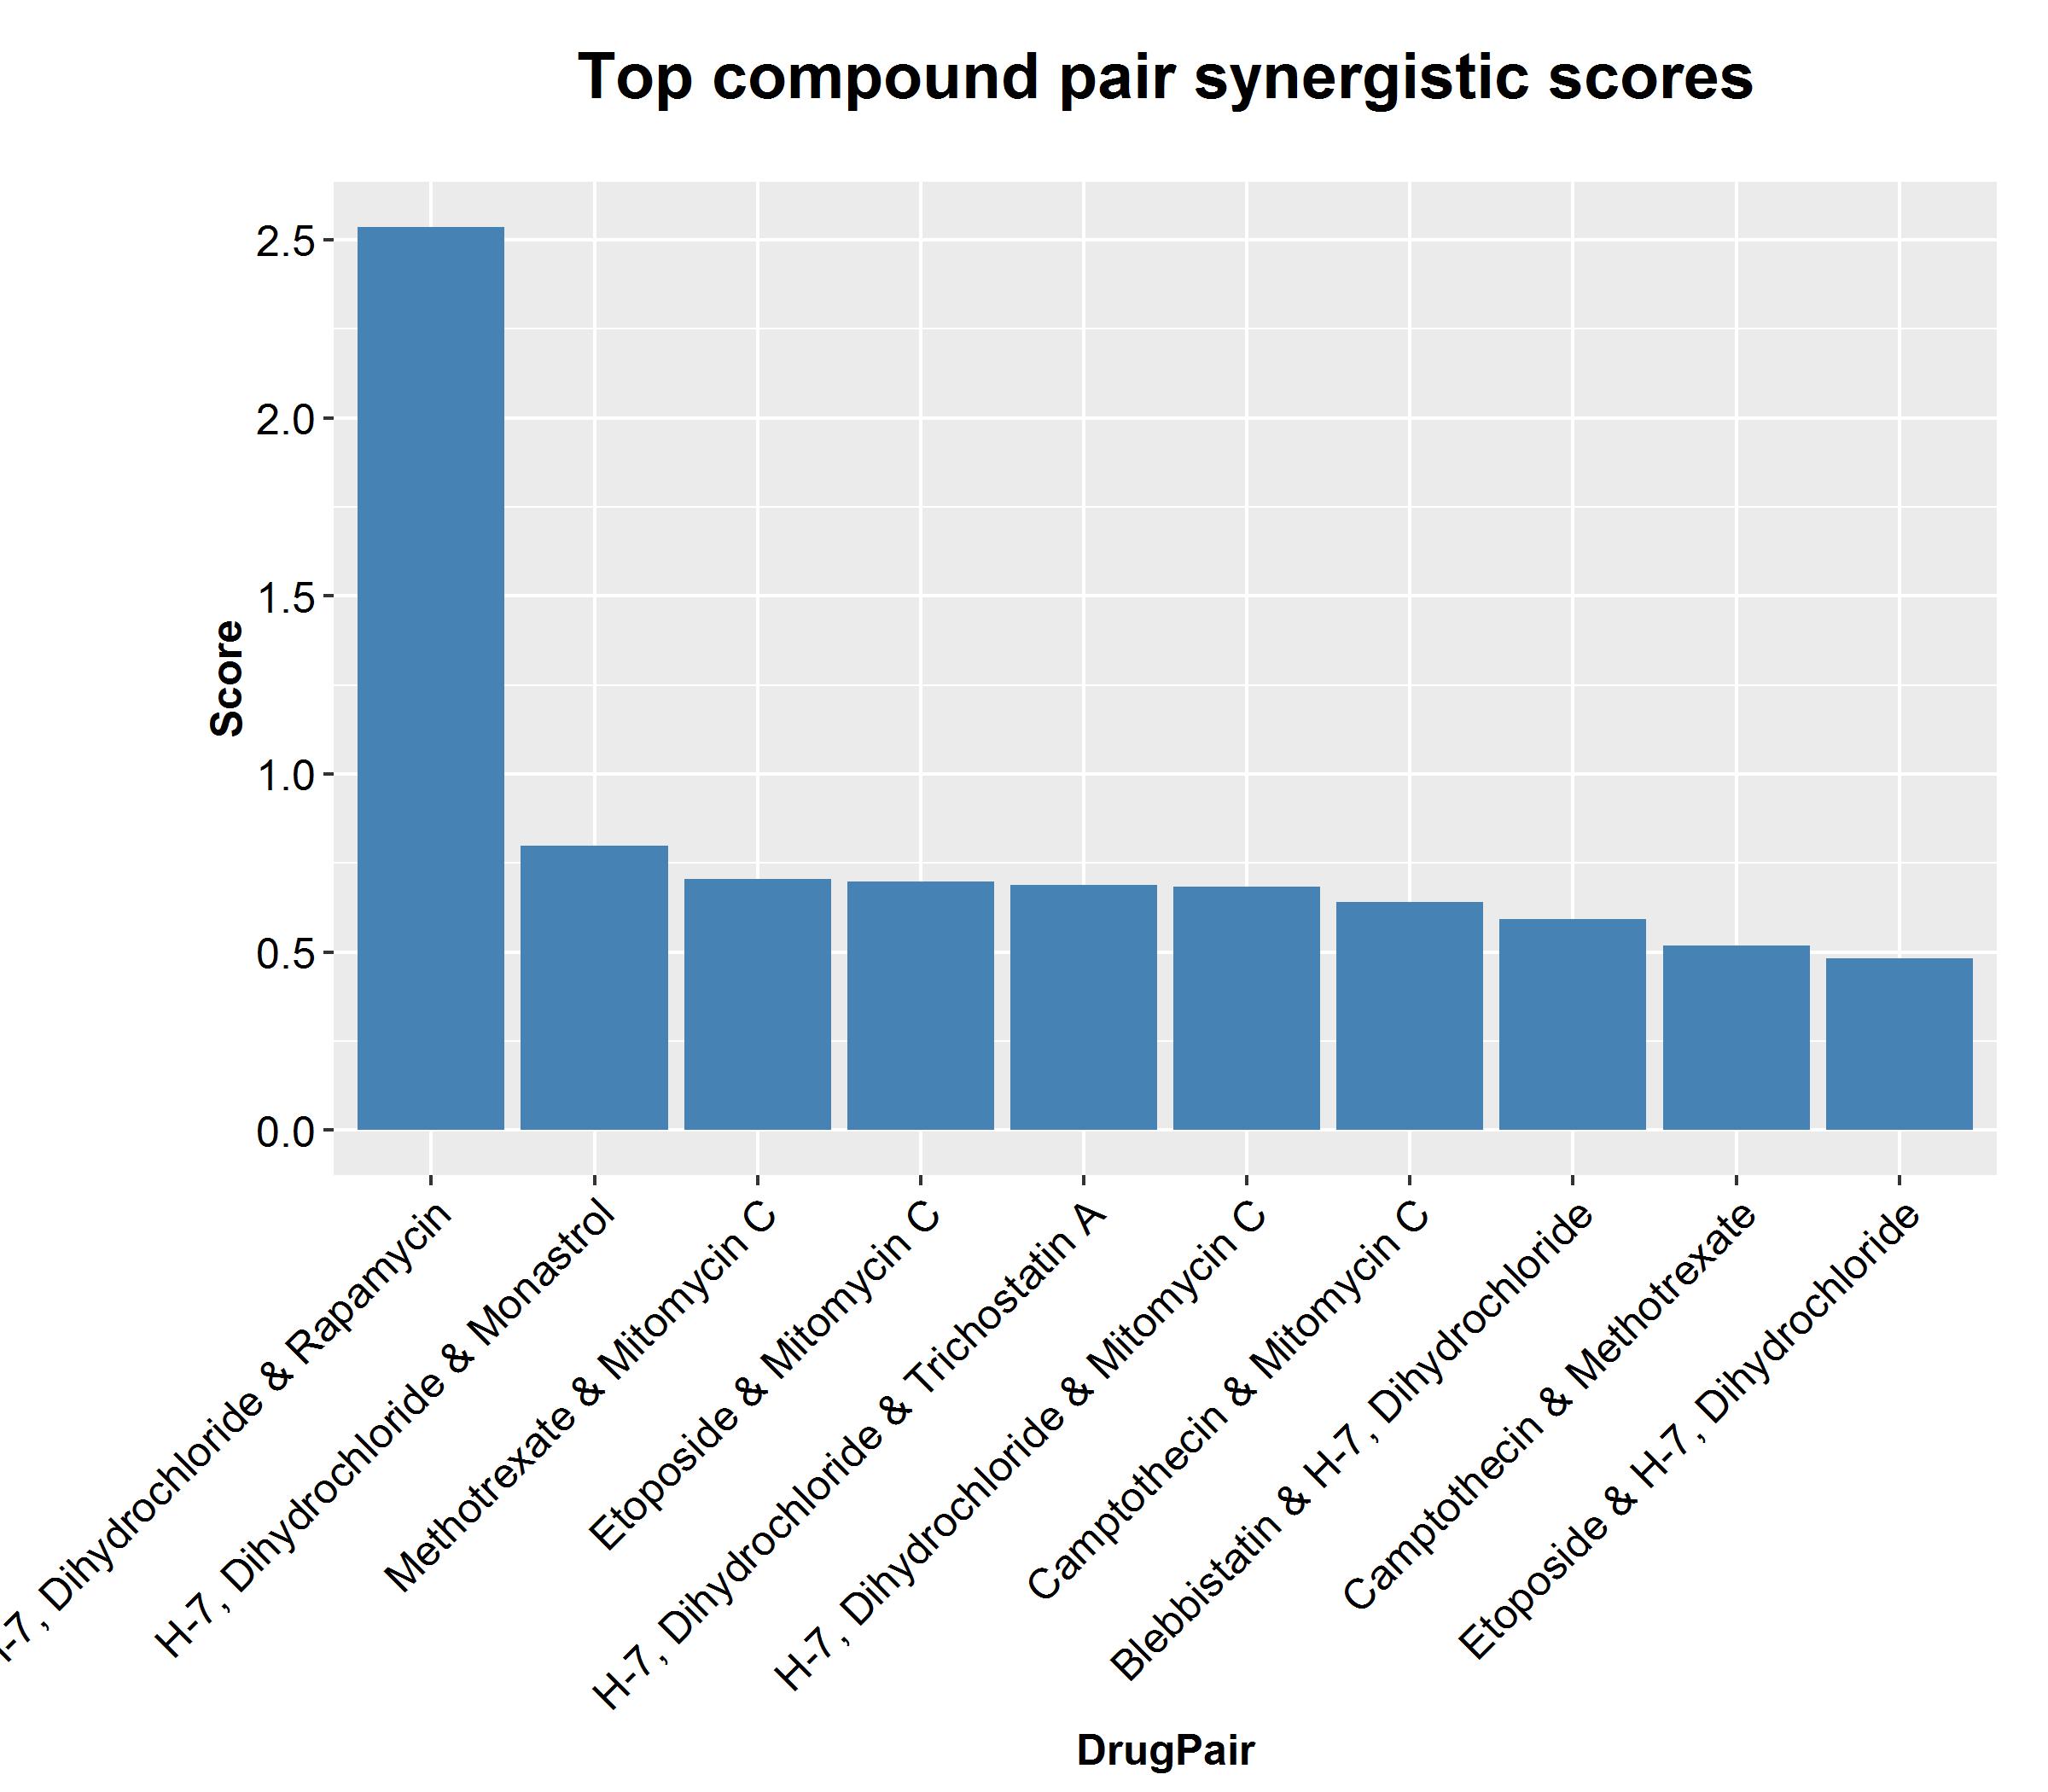 Top compound pair synergistic scores
Score
2.5
2.0
1.5
1.0
0.5
0.0
-7, Dihydrochloride & Rapamycin
H-7, Dihydrochloride & Monastrol
Methotrexate & Mitomycin C
Etoposide & Mitomycin C
H-7, Dihydrochloride & Trichostatin A
H-7, Dihydrochloride & Mitomycin C
Camptothecin & Mitomycin C
Blebbistatin & H-7, Dihydrochloride
Camptothecin & Methotrexate
Etoposide & H-7, Dihydrochloride
DrugPair